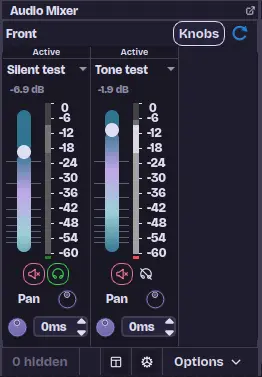 Audio Mixer
Front Knobs
Active Active
Silent test Tone test
-6.9 dB -1.9 dB
0 0
-6 -6
-12 -12
-18 -18
-24 -24
-30 -30
-36 -36
-42 -42
-48 -48
-54 -54
-60 -60
Pan Pan
0ms 0ms
0 hidden Options